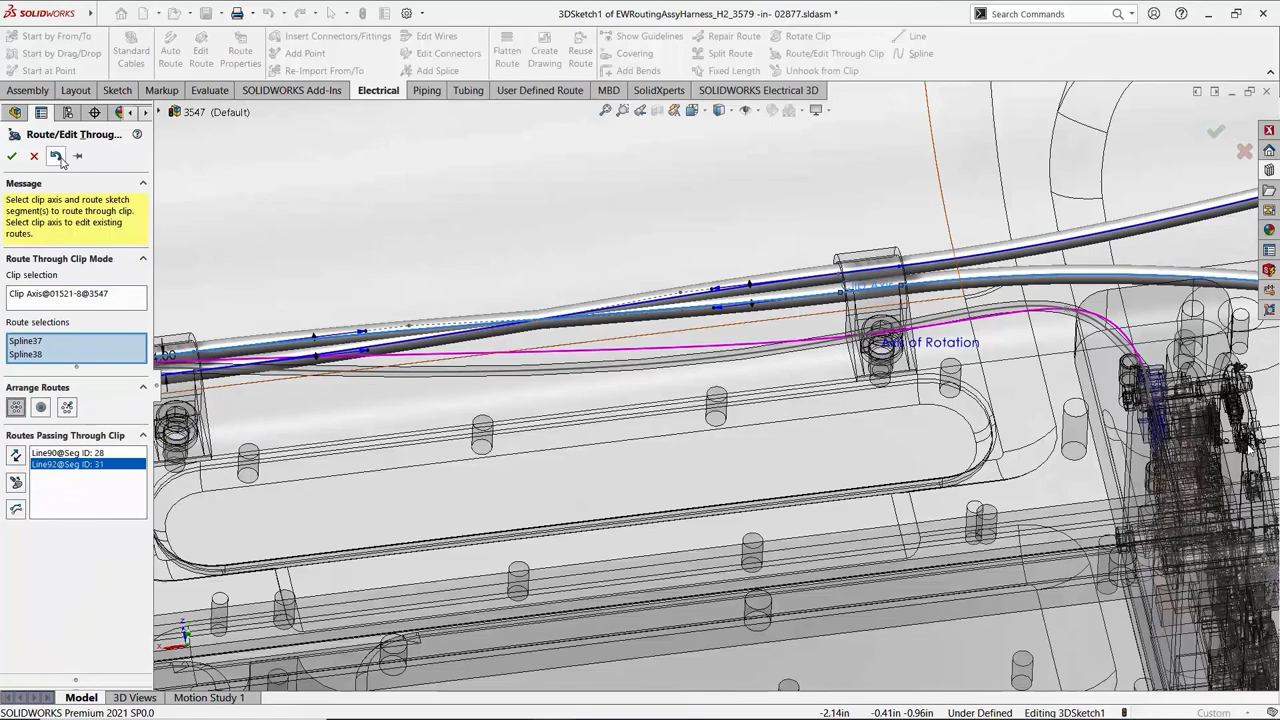 SOLIDWORKS
3DSketch1 of EWRoutingAssyHarness_H2_3579 -in- 02877.sldasm *
Search Commands
Start by From/To
Start by Drag/Drop
Start at Point
Standard Cables
Auto Route
Edit Route
Route Properties
Insert Connectors/Fittings
Add Point
Re-Import From/To
Edit Wires
Edit Connectors
Add Splice
Flatten Route
Create Drawing
Reuse Route
Show Guidelines
Covering
Add Bends
Repair Route
Split Route
Fixed Length
Rotate Clip
Route/Edit Through Clip
Unhook from Clip
Line
Spline
Assembly
Layout
Sketch
Markup
Evaluate
SOLIDWORKS Add-Ins
Electrical
Piping
Tubing
User Defined Route
MBD
SolidXperts
SOLIDWORKS Electrical 3D
3547 (Default)
Route/Edit Throug...
Message
Select clip axis and route sketch
segment(s) to route through clip.
Select clip axis to edit existing
routes.
Route Through Clip Mode
Clip selection
Clip Axis@01521-8@3547
Route selections
Spline37
Spline38
Arrange Routes
Routes Passing Through Clip
Line90@Seg ID: 28
Line92@Seg ID: 31
Axis of Rotation
Model
3D Views
Motion Study 1
SOLIDWORKS Premium 2021 SP0.0
-2.14in
-0.41in -0.96in
Under Defined
Editing 3DSketch1
Custom